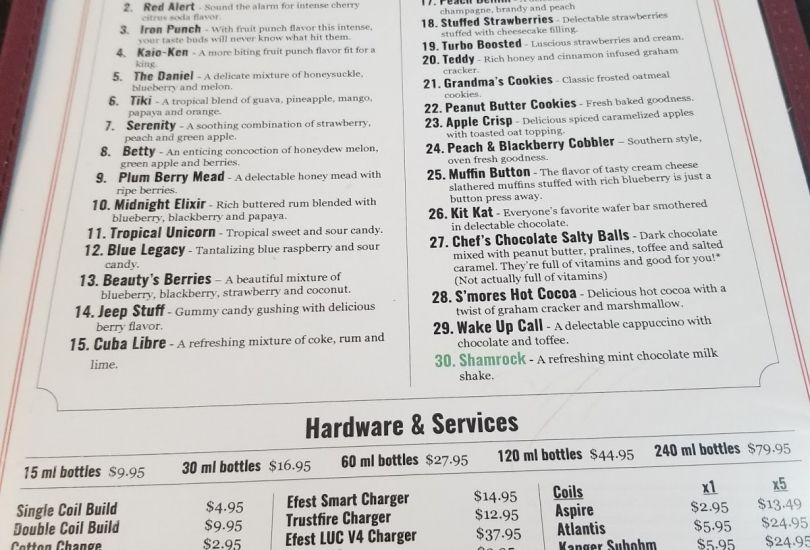 2. Red Alert - Sound the alarm for intense cherry
citrus soda flavor.
3. Iron Punch - With fruit punch flavor this intense,
your taste buds will never know what hit them.
4. Kaio-Ken - A more biting fruit punch flavor fit for a
king.
5. The Daniel - A delicate mixture of honeysuckle,
blueberry and melon.
6. Tiki - A tropical blend of guava, pineapple, mango,
papaya and orange.
7. Serenity - A soothing combination of strawberry,
peach and green apple.
8. Betty - An enticing concoction of honeydew melon,
green apple and berries.
9. Plum Berry Mead - A delectable honey mead with
ripe berries.
10. Midnight Elixir - Rich buttered rum blended with
blueberry, blackberry and papaya.
11. Tropical Unicorn - Tropical sweet and sour candy.
12. Blue Legacy - Tantalizing blue raspberry and sour
candy.
13. Beauty's Berries – A beautiful mixture of
blueberry, blackberry, strawberry and coconut.
14. Jeep Stuff - Gummy candy gushing with delicious
berry flavor.
15. Cuba Libre - A refreshing mixture of coke, rum and
lime.
17. Peach
champagne, brandy and peach
18. Stuffed Strawberries - Delectable strawberries
stuffed with cheesecake filling.
19. Turbo Boosted - Luscious strawberries and cream.
20. Teddy - Rich honey and cinnamon infused graham
cracker.
21. Grandma's Cookies - Classic frosted oatmeal
cookies.
22. Peanut Butter Cookies - Fresh baked goodness.
23. Apple Crisp - Delicious spiced caramelized apples
with toasted oat topping.
24. Peach & Blackberry Cobbler – Southern style,
oven fresh goodness.
25. Muffin Button - The flavor of tasty cream cheese
slathered muffins stuffed with rich blueberry is just a
button press away.
26. Kit Kat - Everyone's favorite wafer bar smothered
in delectable chocolate.
27. Chef's Chocolate Salty Balls - Dark chocolate
mixed with peanut butter, pralines, toffee and salted
caramel. They're full of vitamins and good for you!*
(Not actually full of vitamins)
28. S'mores Hot Cocoa - Delicious hot cocoa with a
twist of graham cracker and marshmallow.
29. Wake Up Call - A delectable cappuccino with
chocolate and toffee.
30. Shamrock - A refreshing mint chocolate milk
shake.
Hardware & Services
15 ml bottles $9.95 30 ml bottles $16.95 60 ml bottles $27.95 120 ml bottles $44.95 240 ml bottles $79.95
Single Coil Build $4.95
Double Coil Build $9.95
Cotton Change $2.95
Efest Smart Charger $14.95
Trustfire Charger $12.95
Efest LUC V4 Charger $37.95
Coils x1 x5
Aspire $2.95 $13.49
Atlantis $5.95 $24.95
Kanger Subohm $5.95 $24.95